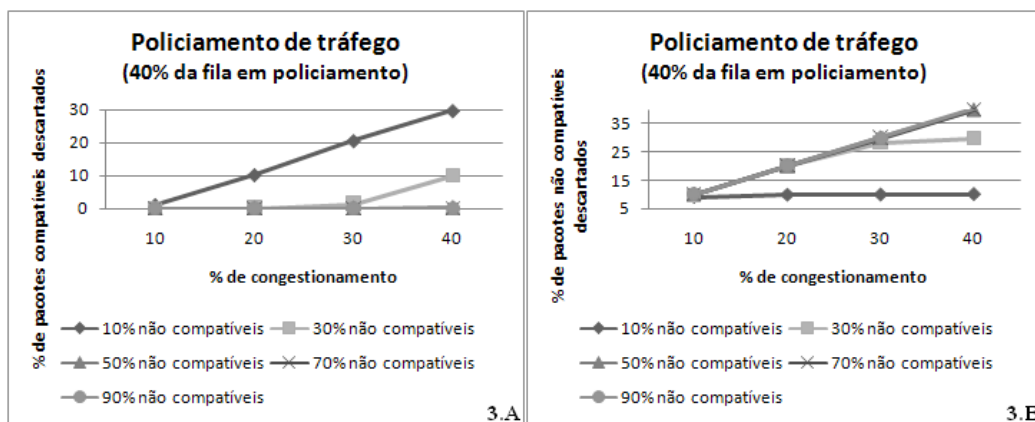 Policiamento de tráfego
(40% da fila em policiamento)
% de pacotes compatíveis descartados
30
20
10
0
10 20 30 40
% de congestionamento
10% não compatíveis 30% não compatíveis
50% não compatíveis 70% não compatíveis
90% não compatíveis
3.A
Policiamento de tráfego
(40% da fila em policiamento)
% de pacotes não compatíveis
descartados
35
25
15
5
10 20 30 40
% de congestionamento
10% não compatíveis 30% não compatíveis
50% não compatíveis 70% não compatíveis
90% não compatíveis
3.B